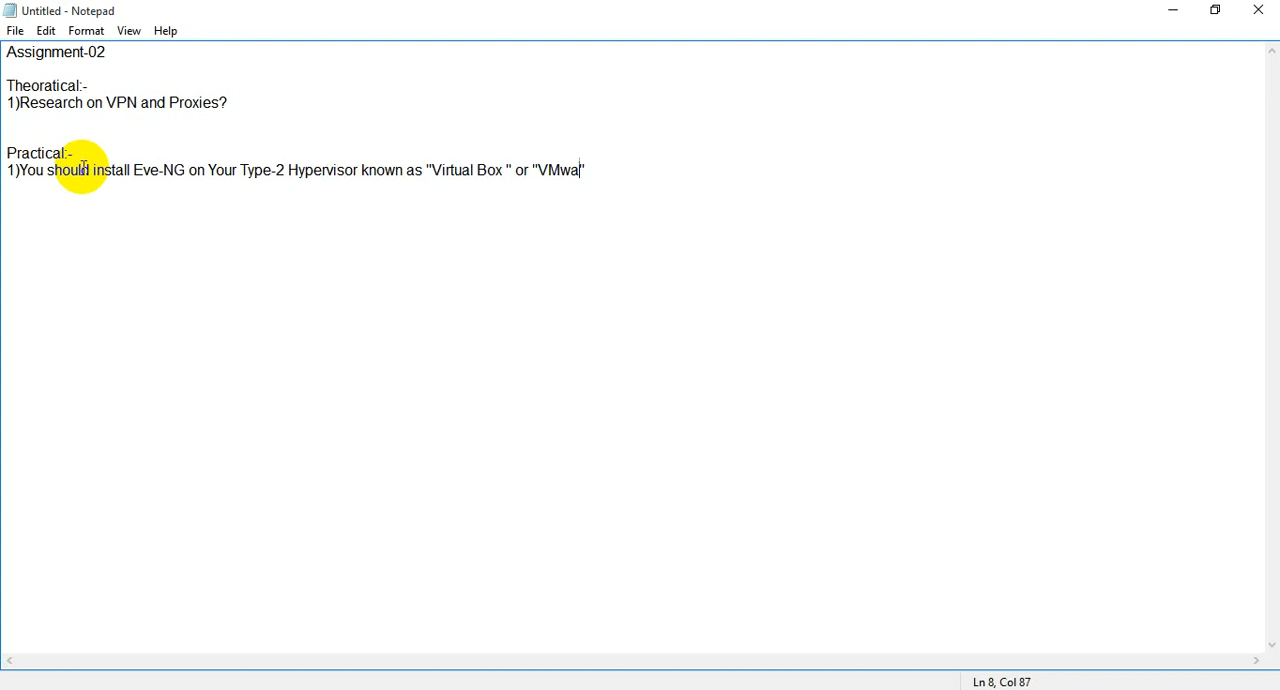 Untitled - Notepad
File Edit Format View Help
Assignment-02
Theoratical:-
1)Research on VPN and Proxies?
Practical:-
1)You should install Eve-NG on Your Type-2 Hypervisor known as "Virtual Box " or "VMwa"
Ln 8, Col 87